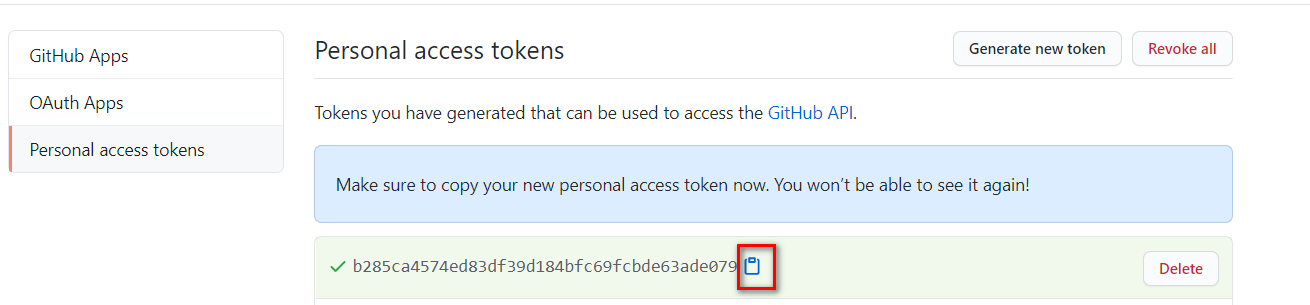 GitHub Apps
OAuth Apps
Personal access tokens
Personal access tokens
Generate new token
Revoke all
Tokens you have generated that can be used to access the GitHub API.
Make sure to copy your new personal access token now. You won’t be able to see it again!
b285ca4574ed83df39d184bfc69fcbde63ade079
Delete